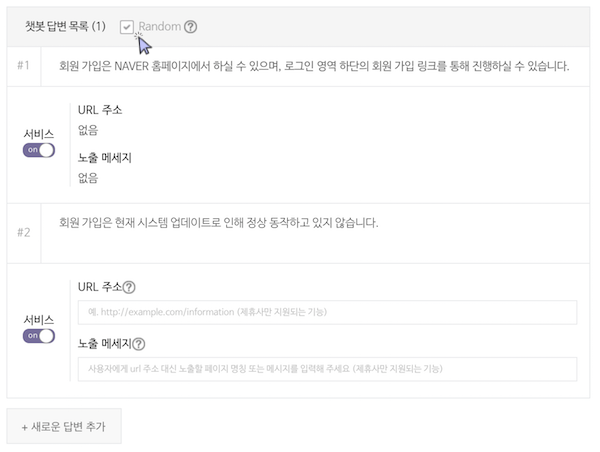 챗봇 답변 목록 (1) Random ?
#1 회원 가입은 NAVER 홈페이지에서 하실 수 있으며, 로그인 영역 하단의 회원 가입 링크를 통해 진행하실 수 있습니다.
URL 주소
없음
서비스
on
노출 메세지
없음
#2 회원 가입은 현재 시스템 업데이트로 인해 정상 동작하고 있지 않습니다.
URL 주소 ?
예. http://example.com/information (제휴사만 지원되는 기능)
서비스
on
노출 메세지 ?
사용자에게 url 주소 대신 노출할 페이지 명칭 또는 메시지를 입력해 주세요 (제휴사만 지원되는 기능)
+ 새로운 답변 추가